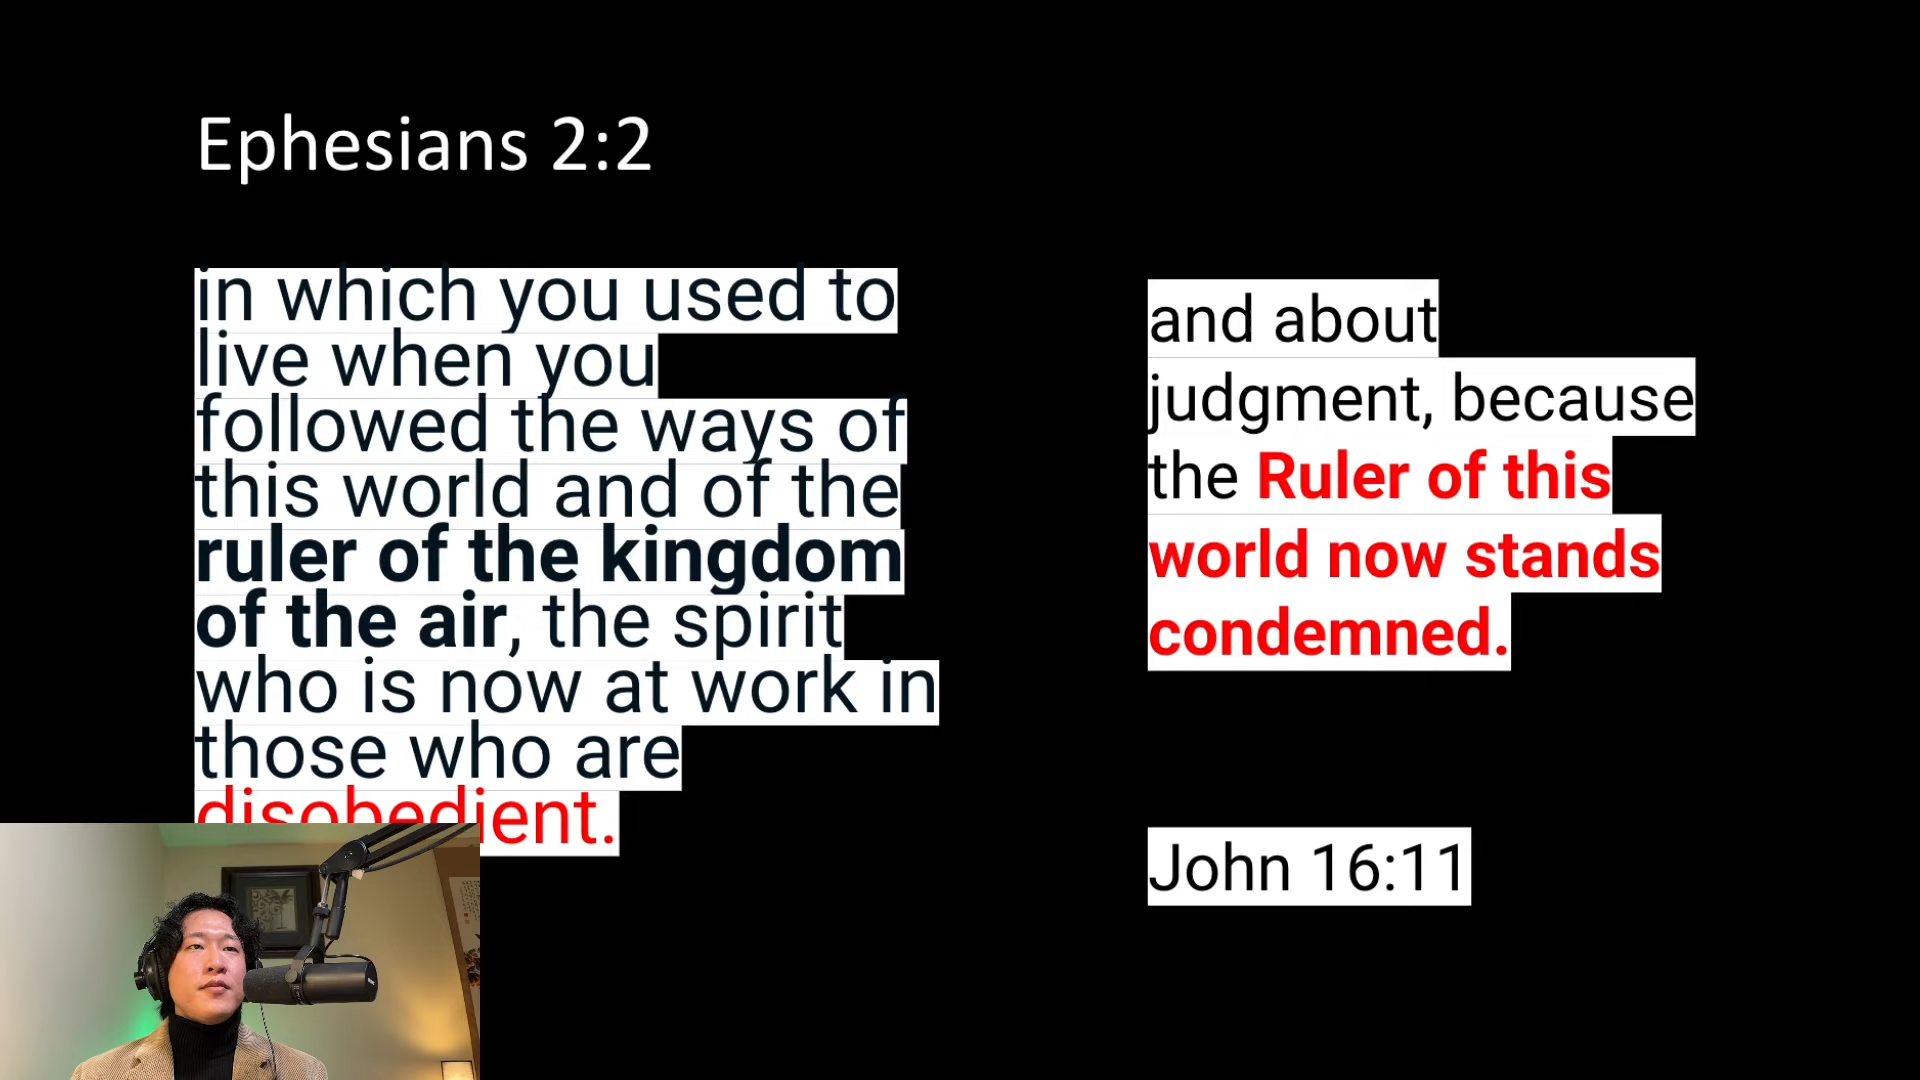 Ephesians 2:2
in which you used to
live when you
followed the ways of
this world and of the
ruler of the kingdom
of the air, the spirit
who is now at work in
those who are
disobedient.
and about
judgment, because
the Ruler of this
world now stands
condemned.
John 16:11